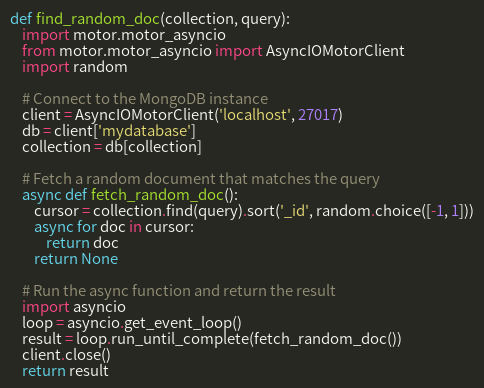 def find_random_doc(collection, query):
    import motor.motor_asyncio
    from motor.motor_asyncio import AsyncIOMotorClient
    import random

    # Connect to the MongoDB instance
    client = AsyncIOMotorClient('localhost', 27017)
    db = client['mydatabase']
    collection = db[collection]

    # Fetch a random document that matches the query
    async def fetch_random_doc():
        cursor = collection.find(query).sort('_id', random.choice([-1, 1]))
        async for doc in cursor:
            return doc
        return None

    # Run the async function and return the result
    import asyncio
    loop = asyncio.get_event_loop()
    result = loop.run_until_complete(fetch_random_doc())
    client.close()
    return result